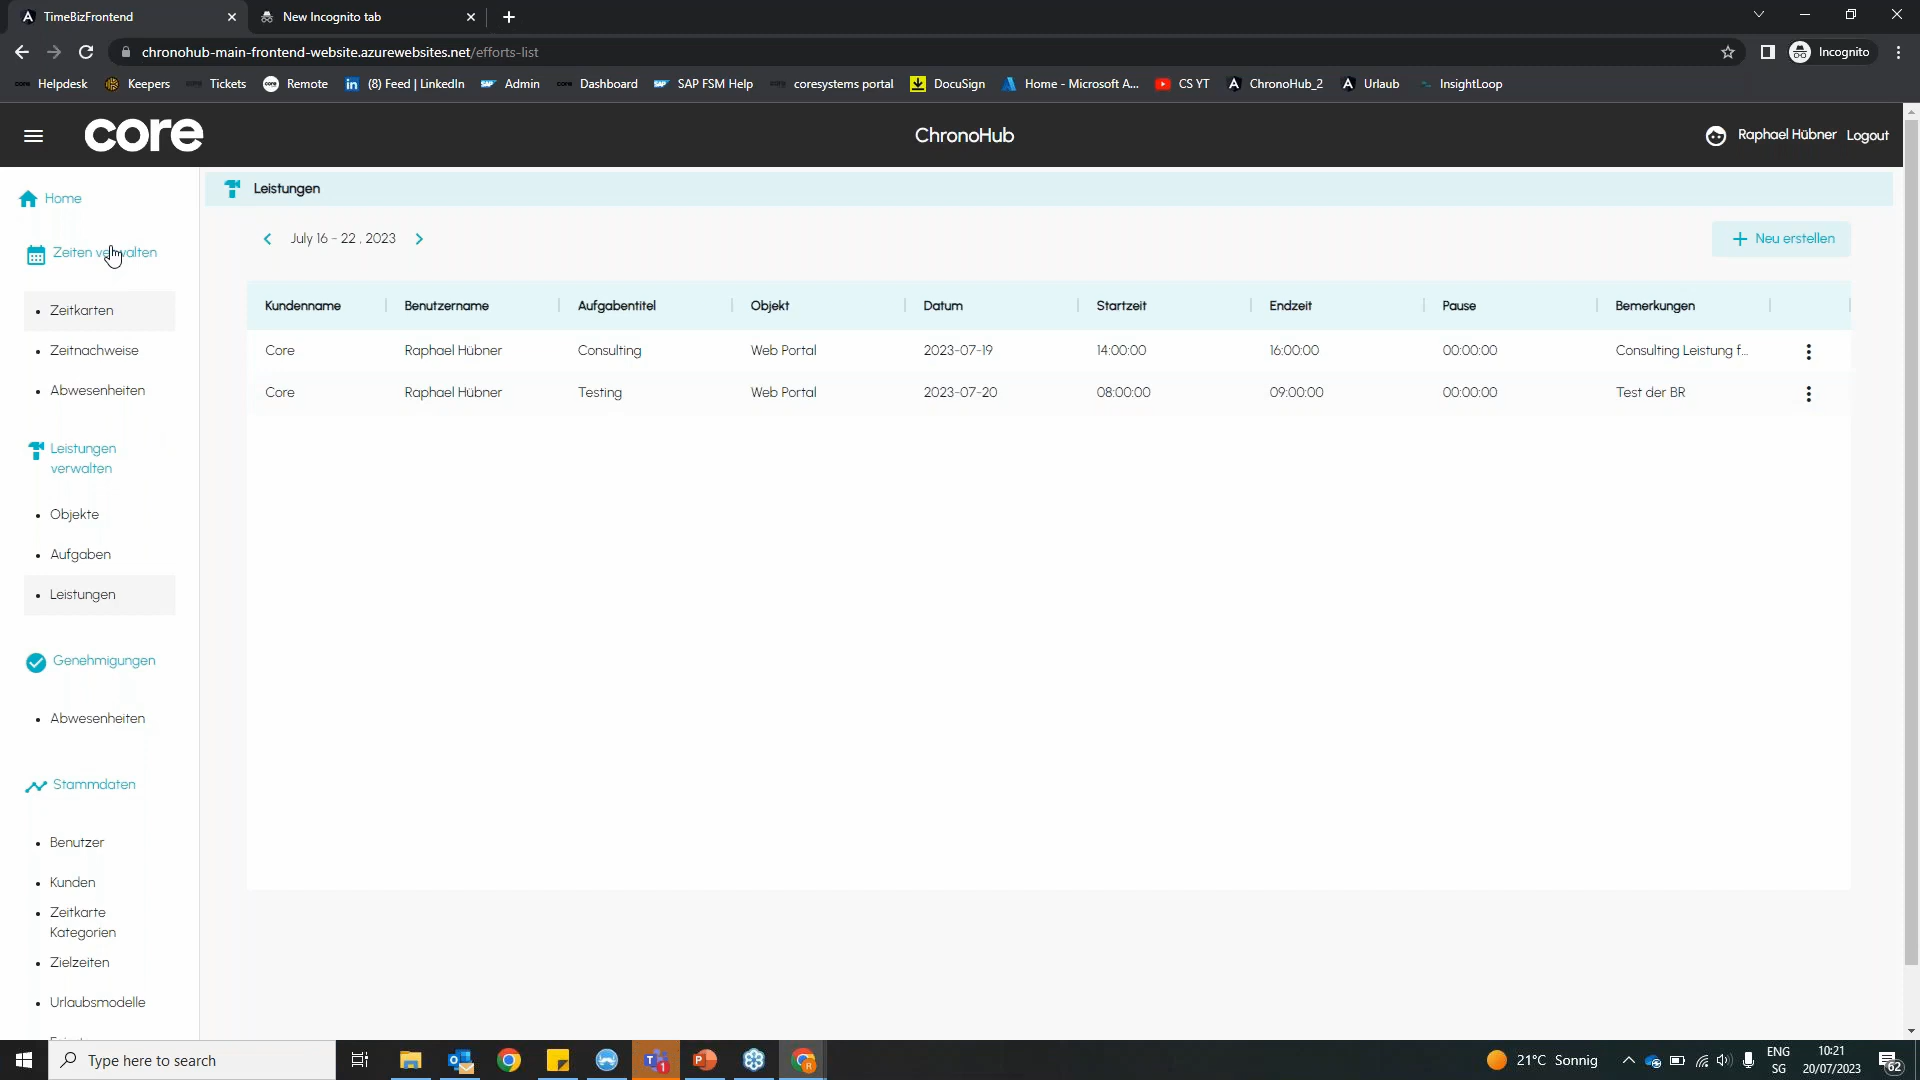 TimeBizFrontend
New Incognito tab
chronohub-main-frontend-website.azurewebsites.net/efforts-list
Incognito
Helpdesk
Keepers
Tickets
Remote
(8) Feed | LinkedIn
Admin
Dashboard
SAP FSM Help
coresystems portal
DocuSign
Home - Microsoft A...
CS YT
ChronoHub_2
Urlaub
InsightLoop
core
ChronoHub
Raphael Hübner
Logout
Home
Zeiten verwalten
Zeitkarten
Zeitnachweise
Abwesenheiten
Leistungen
verwalten
Objekte
Aufgaben
Leistungen
Genehmigungen
Abwesenheiten
Stammdaten
Benutzer
Kunden
Zeitkarte
Kategorien
Zielzeiten
Urlaubsmodelle
Leistungen
July 16 - 22 , 2023
Neu erstellen
Kundenname Benutzername Aufgabentitel Objekt Datum Startzeit Endzeit Pause Bemerkungen
Core Raphael Hübner Consulting Web Portal 2023-07-19 14:00:00 16:00:00 00:00:00 Consulting Leistung f...
Core Raphael Hübner Testing Web Portal 2023-07-20 08:00:00 09:00:00 00:00:00 Test der BR
Type here to search
21°C Sonnig
ENG
SG
10:21
20/07/2023
62